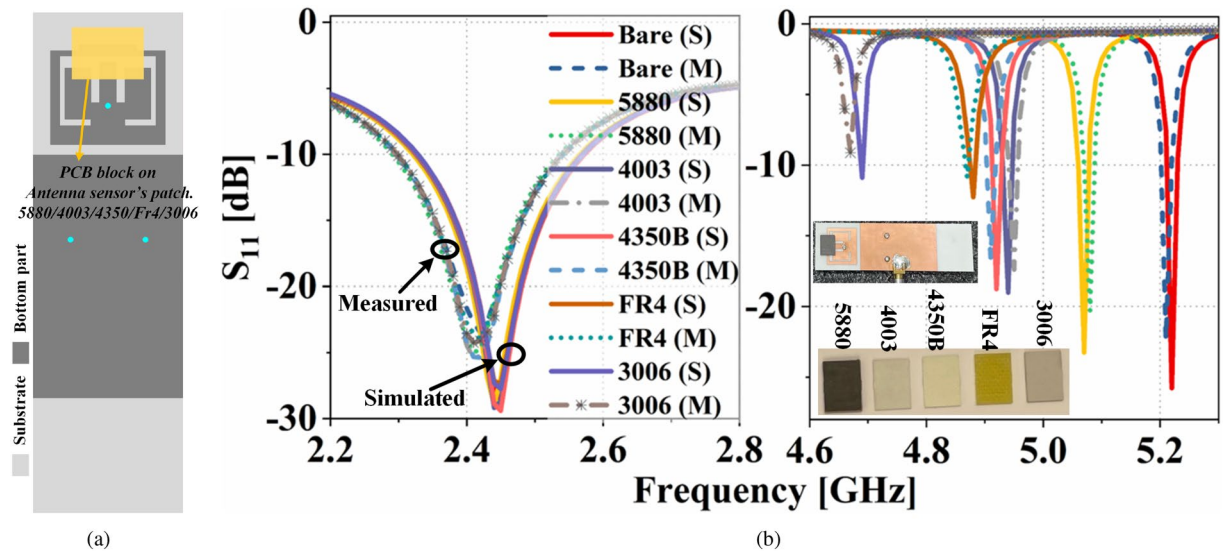 (a)
PCB block on
Antenna sensor's patch.
5880/4003/4350/Fr4/3006
Substrate
Bottom part
0
-10
-20
-30
S11 [dB]
2.2
2.4
2.6
2.8
Measured
Simulated
Bare (S)
Bare (M)
5880 (S)
5880 (M)
4003 (S)
4003 (M)
4350B (S)
4350B (M)
FR4 (S)
FR4 (M)
3006 (S)
3006 (M)
0
-10
-20
4.6
4.8
5.0
5.2
5880
4003
4350B
FR4
3006
Frequency [GHz]
(a)
(b)